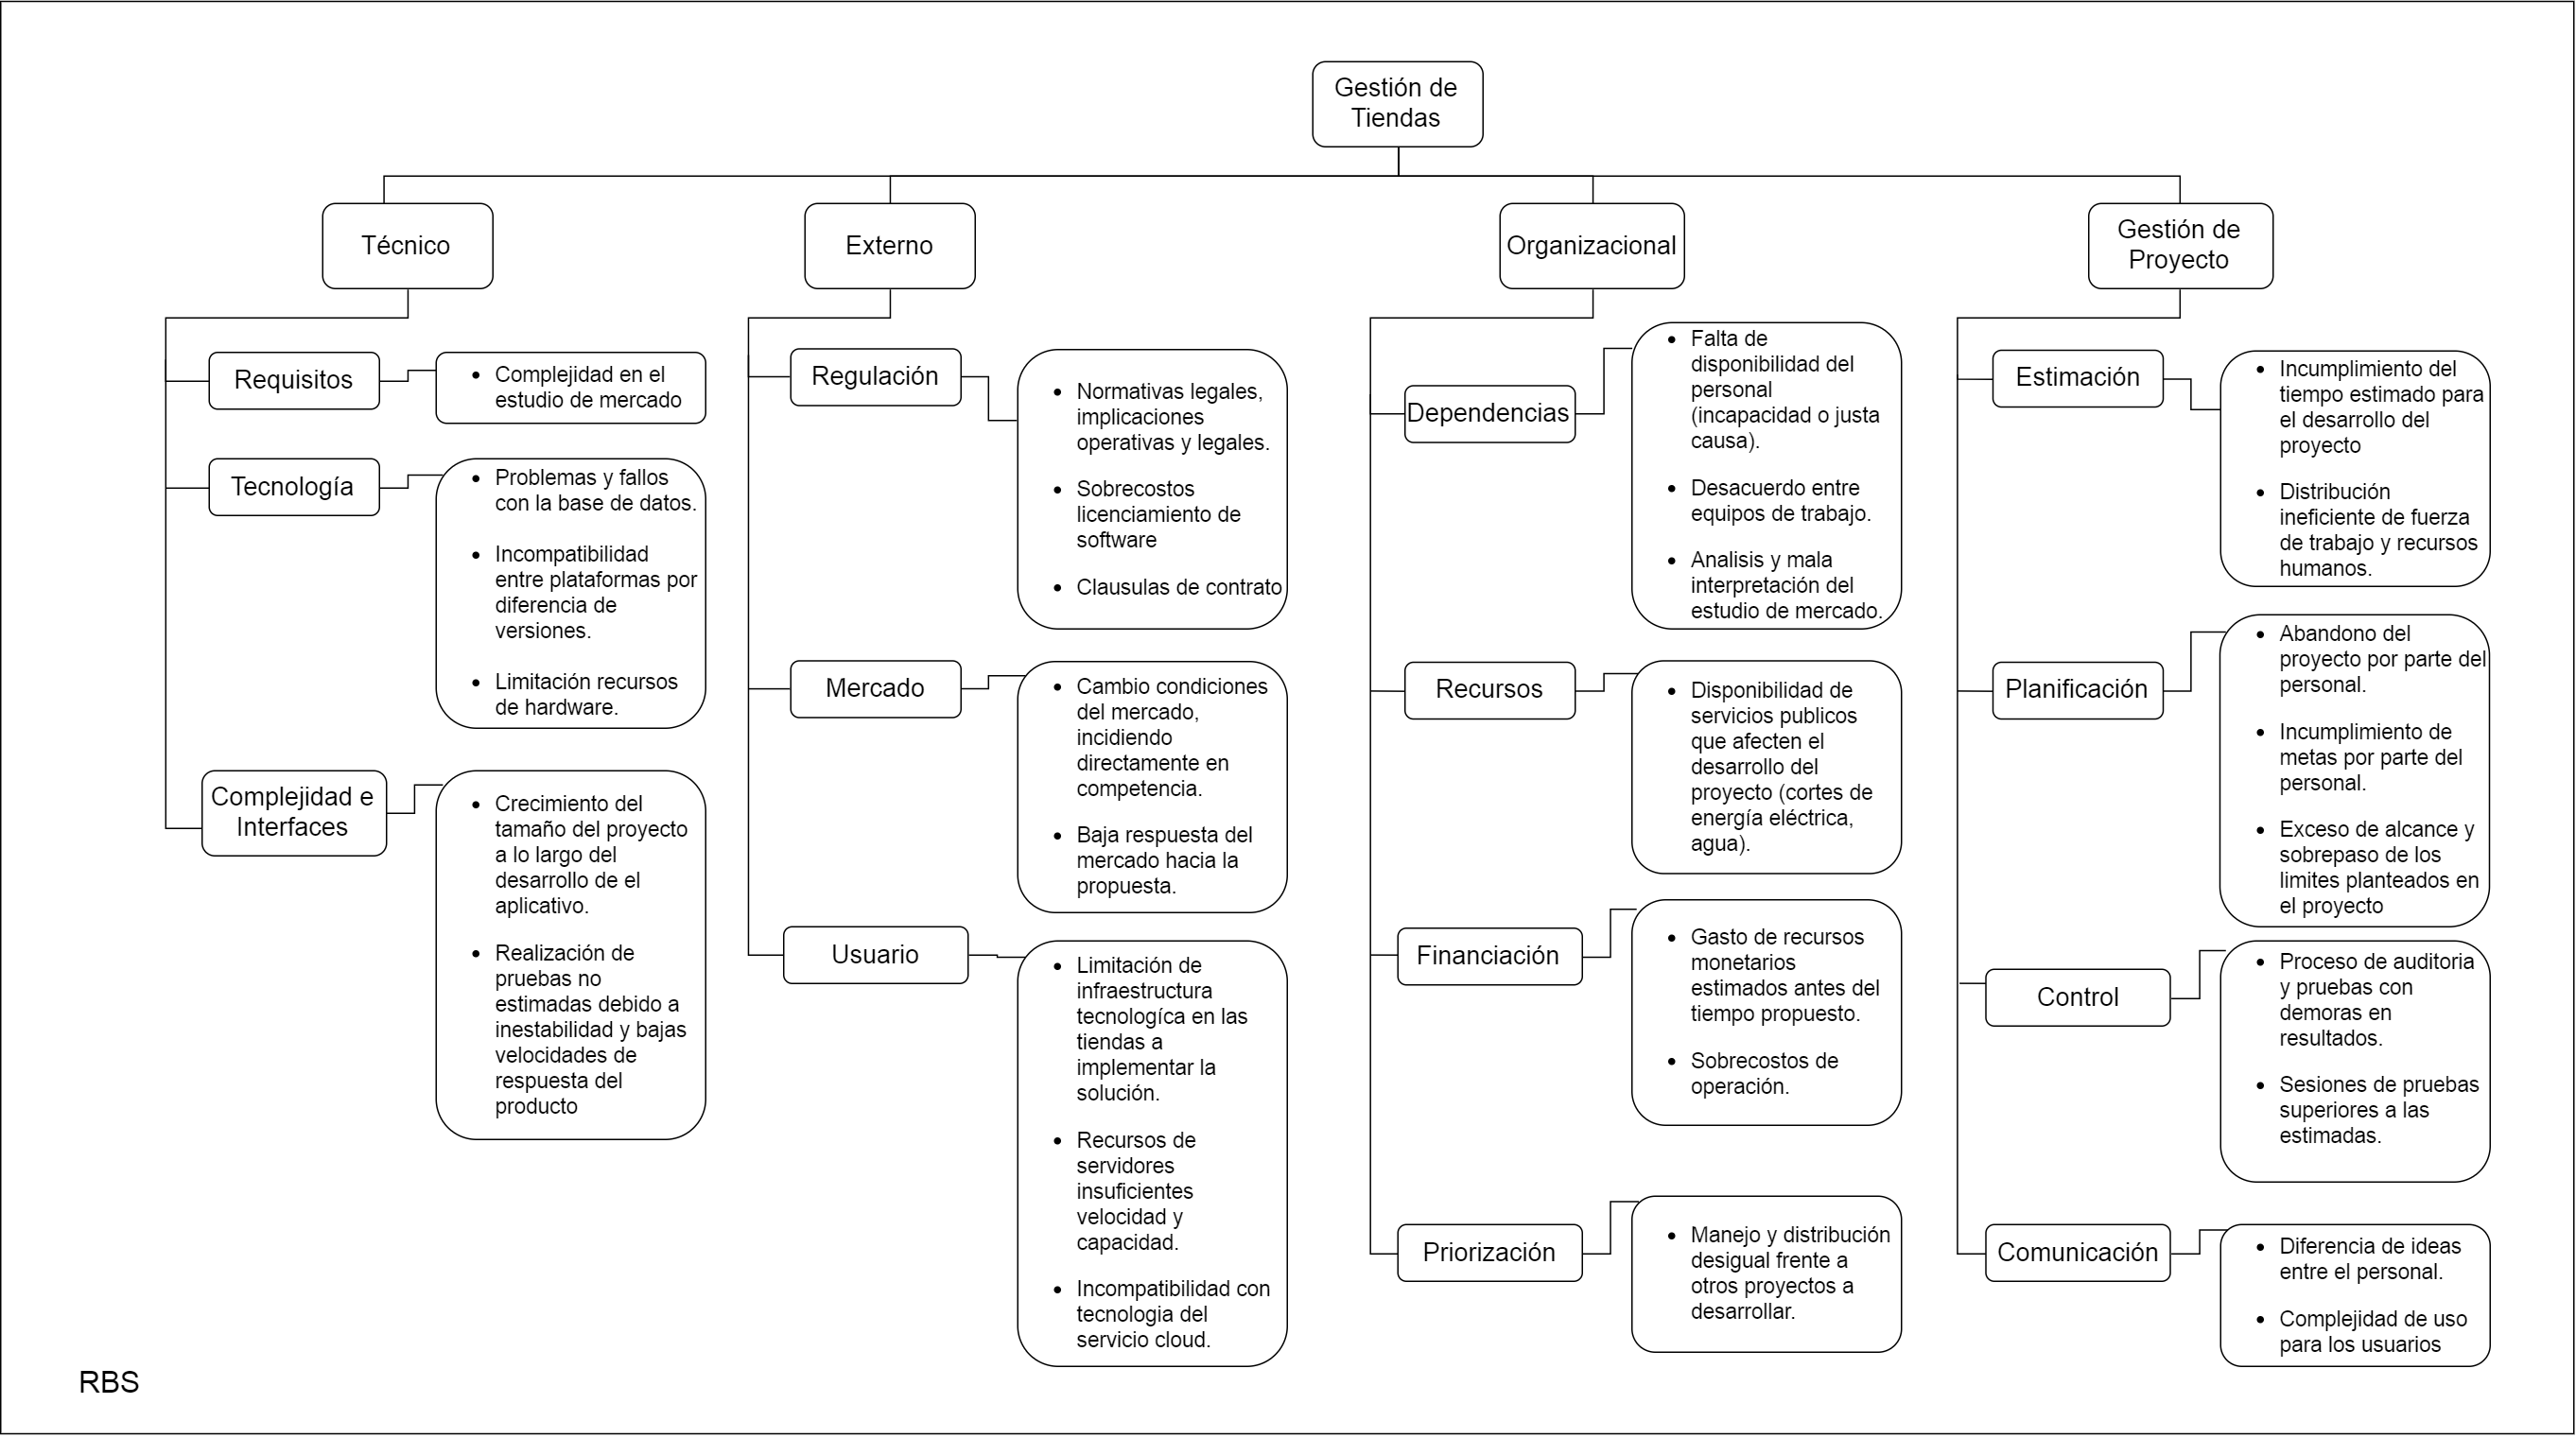 Gestión de
Tiendas
Técnico
Externo
Organizacional
Gestión de
Proyecto
Requisitos
• Complejidad en el
estudio de mercado
Tecnología
• Problemas y fallos
con la base de datos.
• Incompatibilidad
entre plataformas por
diferencia de
versiones.
• Limitación recursos
de hardware.
Complejidad e
Interfaces
• Crecimiento del
tamaño del proyecto
a lo largo del
desarrollo de el
aplicativo.
• Realización de
pruebas no
estimadas debido a
inestabilidad y bajas
velocidades de
respuesta del
producto
Regulación
• Normativas legales,
implicaciones
operativas y legales.
• Sobrecostos
licenciamiento de
software
• Clausulas de contrato
Mercado
• Cambio condiciones
del mercado,
incidiendo
directamente en
competencia.
• Baja respuesta del
mercado hacia la
propuesta.
Usuario
• Limitación de
infraestructura
tecnologíca en las
tiendas a
implementar la
solución.
• Recursos de
servidores
insuficientes
velocidad y
capacidad.
• Incompatibilidad con
tecnologia del
servicio cloud.
Dependencias
• Falta de
disponibilidad del
personal
(incapacidad o justa
causa).
• Desacuerdo entre
equipos de trabajo.
• Analisis y mala
interpretación del
estudio de mercado.
Recursos
• Disponibilidad de
servicios publicos
que afecten el
desarrollo del
proyecto (cortes de
energía eléctrica,
agua).
Financiación
• Gasto de recursos
monetarios
estimados antes del
tiempo propuesto.
• Sobrecostos de
operación.
Priorización
• Manejo y distribución
desigual frente a
otros proyectos a
desarrollar.
Estimación
• Incumplimiento del
tiempo estimado para
el desarrollo del
proyecto
• Distribución
ineficiente de fuerza
de trabajo y recursos
humanos.
Planificación
• Abandono del
proyecto por parte del
personal.
• Incumplimiento de
metas por parte del
personal.
• Exceso de alcance y
sobrepaso de los
limites planteados en
el proyecto
Control
• Proceso de auditoria
y pruebas con
demoras en
resultados.
• Sesiones de pruebas
superiores a las
estimadas.
Comunicación
• Diferencia de ideas
entre el personal.
• Complejidad de uso
para los usuarios
RBS